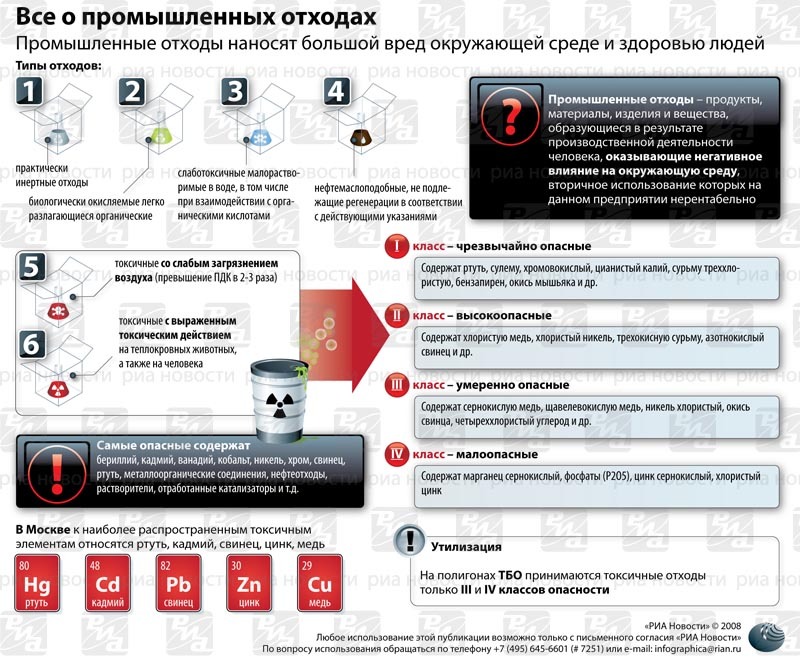 Все о промышленных отходах
Промышленные отходы наносят большой вред окружающей среде и здоровью людей
Типы отходов:
1
практически
инертные отходы
2
биологически окисляемые легко
разлагающиеся органические
3
слаботоксичные малораство-
римые в воде, в том числе
при взаимодействии с орга-
ническими кислотами
4
нефтемаслоподобные, не подле-
жащие регенерации в соответствии
с действующими указаниями
?
Промышленные отходы – продукты,
материалы, изделия и вещества,
образующиеся в результате
производственной деятельности
человека, оказывающие негативное
влияние на окружающую среду,
вторичное использование которых на
данном предприятии нерентабельно
5
токсичные со слабым загрязнением
воздуха (превышение ПДК в 2-3 раза)
6
токсичные с выраженным
токсическим действием
на теплокровных животных,
а также на человека
I класс – чрезвычайно опасные
Содержат ртуть, сулему, хромовокислый, цианистый калий, сурьму треххло-
ристую, бензапирен, окись мышьяка и др.
II класс – высокоопасные
Содержат хлористую медь, хлористый никель, трехокисную сурьму, азотнокислый
свинец и др.
III класс – умеренно опасные
Содержат сернокислую медь, щавелевокислую медь, никель хлористый, окись
свинца, четыреххлористый углерод и др.
IV класс – малоопасные
Содержат марганец сернокислый, фосфаты (P2O5), цинк сернокислый, хлористый
цинк
!
Самые опасные содержат
бериллий, кадмий, ванадий, кобальт, никель, хром, свинец,
ртуть, металлоорганические соединения, нефтеотходы,
растворители, отработанные катализаторы и т.д.
В Москве к наиболее распространенным токсичным
элементам относятся ртуть, кадмий, свинец, цинк, медь
80
Hg
ртуть
48
Cd
кадмий
82
Pb
свинец
30
Zn
цинк
29
Cu
медь
!
Утилизация
На полигонах ТБО принимаются токсичные отходы
только III и IV классов опасности
«РИА Новости» © 2008
Любое использование этой публикации возможно только с письменного согласия «РИА Новости»
По вопросу использования обращаться по телефону +7 (495) 645-6601 (# 7251) или e-mail: infographica@rian.ru